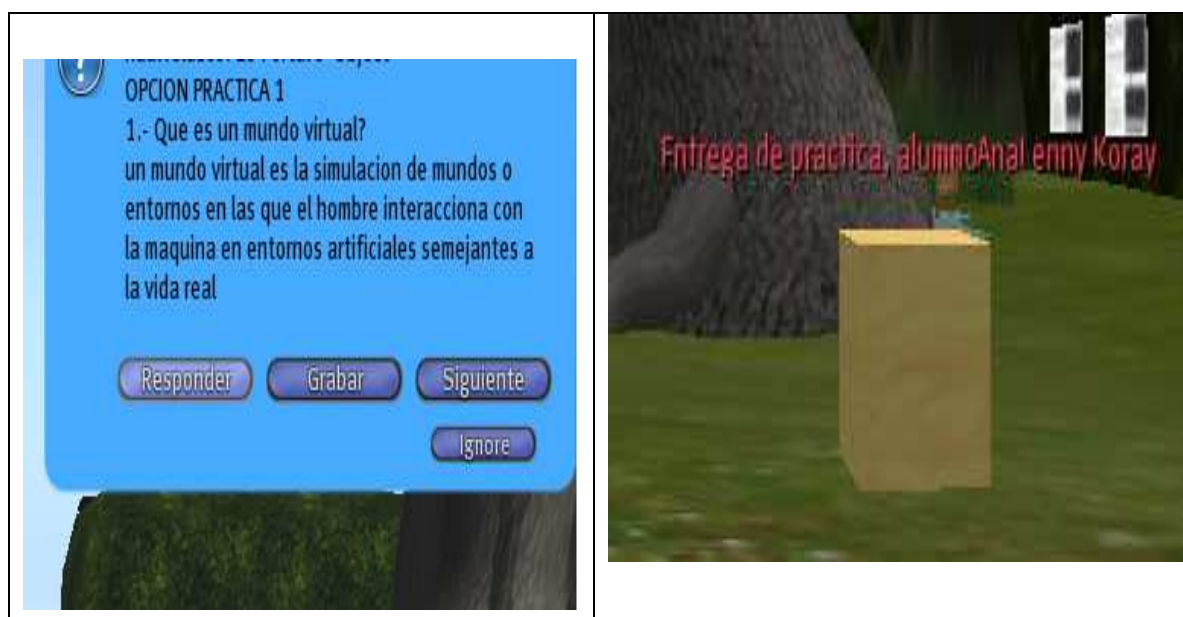 OPCION PRACTICA 1
1.- Que es un mundo virtual?
un mundo virtual es la simulacion de mundos o
entornos en las que el hombre interacciona con
la maquina en entornos artificiales semejantes a
la vida real
Responder
Grabar
Siguiente
Ignore
Entrega de practica, alumnoAnaLenny Koray